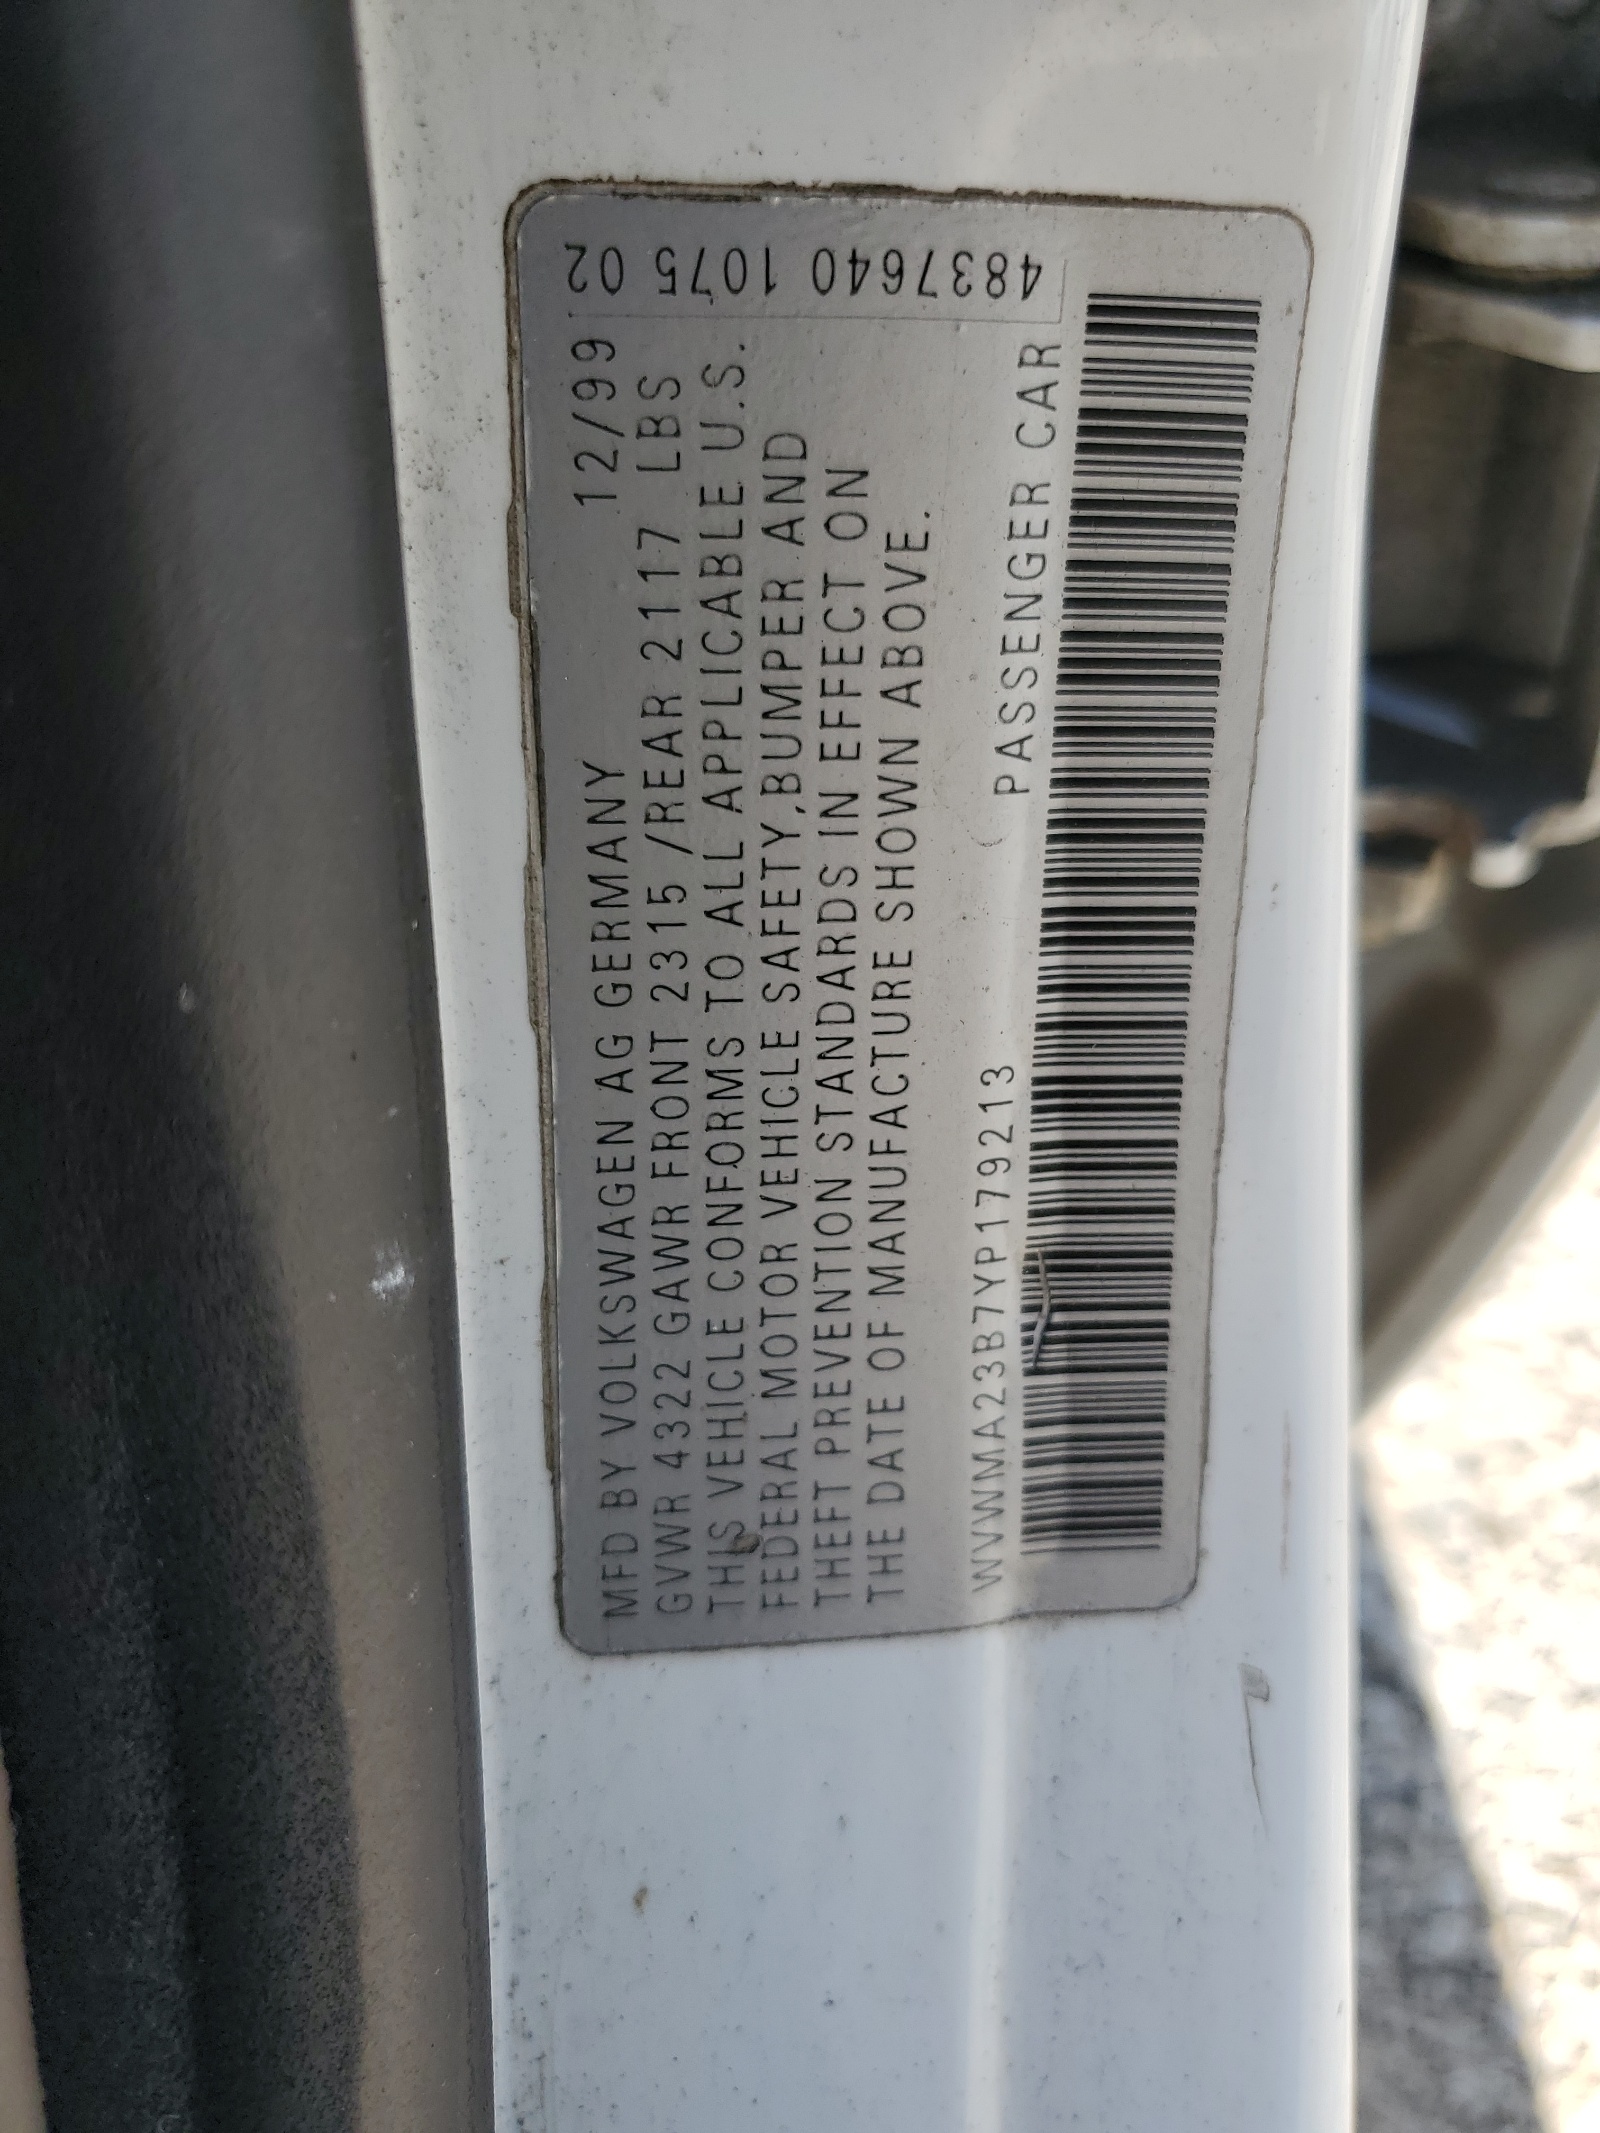 MFD BY VOLKSWAGEN AG GERMANY 12/99
GVWR 4322 GAWR FRONT 2315 /REAR 2117 LBS
THIS VEHICLE CONFORMS TO ALL APPLICABLE U.S.
FEDERAL MOTOR VEHICLE SAFETY,BUMPER AND
THEFT PREVENTION STANDARDS IN EFFECT ON
THE DATE OF MANUFACTURE SHOWN ABOVE.
WVWMA23B7YP179213 PASSENGER CAR
4837640 1075 02